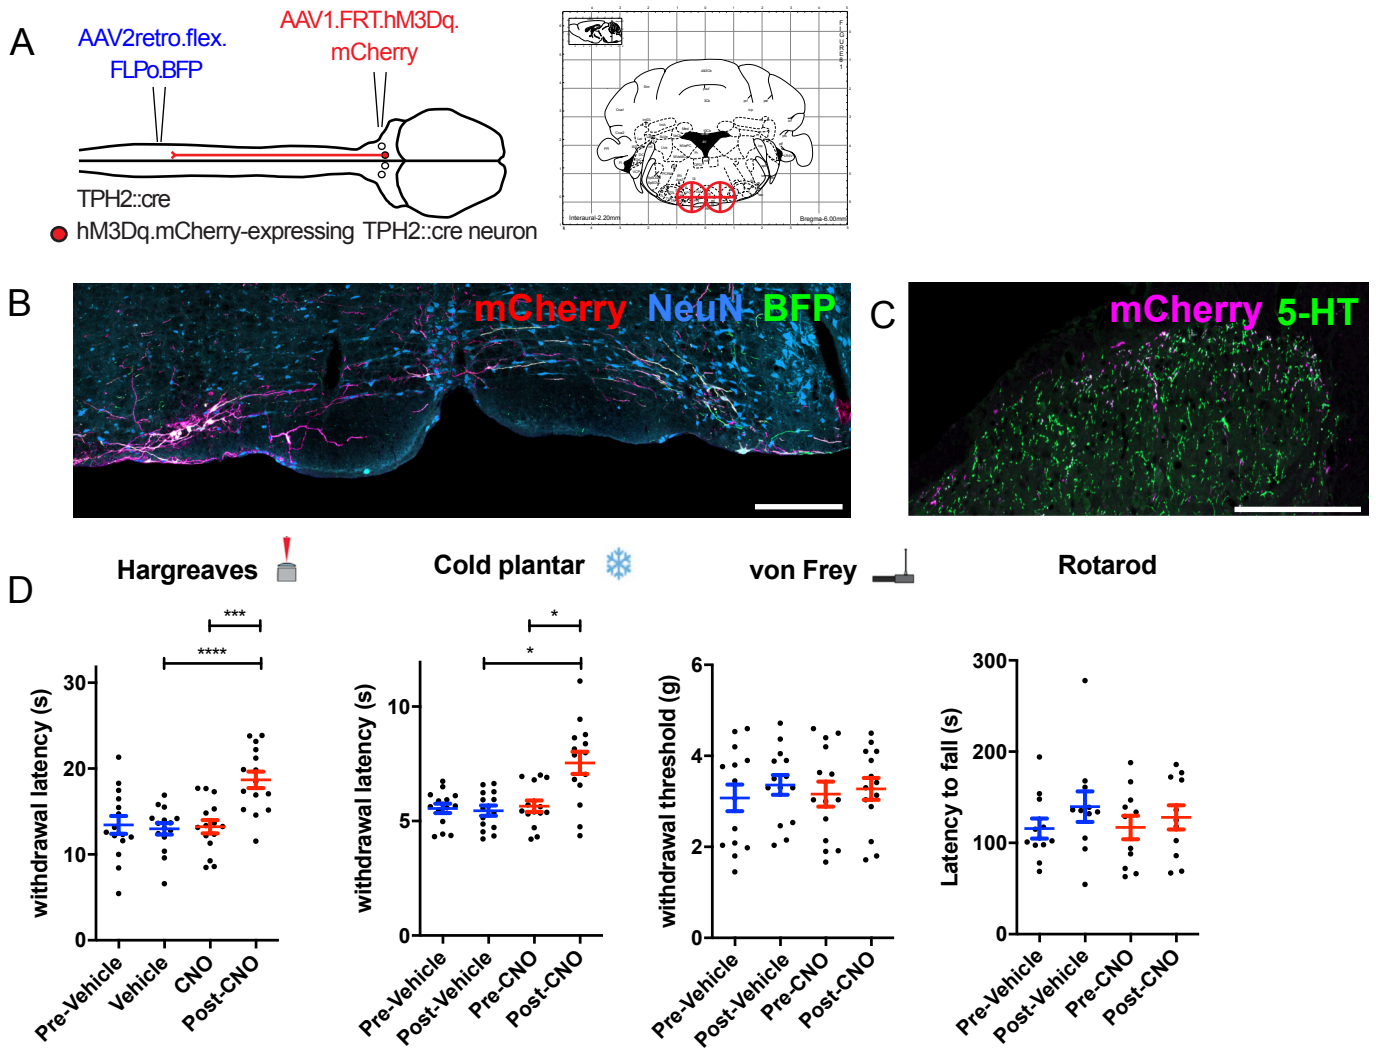 A
AAV2retro.flex.
FLPo.BFP
AAV1.FRT.hM3Dq.
mCherry
TPH2::cre
hM3Dq.mCherry-expressing TPH2::cre neuron
Interaural-2.20mm
Bregma-6.00mm
B
mCherry NeuN BFP
C
mCherry 5-HT
D
Hargreaves
Cold plantar
von Frey
Rotarod
***
****
withdrawal latency (s)
30
20
10
0
Pre-Vehicle
Vehicle
CNO
Post-CNO
*
*
withdrawal latency (s)
10
5
0
Pre-Vehicle
Post-Vehicle
Pre-CNO
Post-CNO
withdrawal threshold (g)
6
4
2
0
Pre-Vehicle
Post-Vehicle
Pre-CNO
Post-CNO
Latency to fall (s)
300
200
100
0
Pre-Vehicle
Post-Vehicle
Pre-CNO
Post-CNO